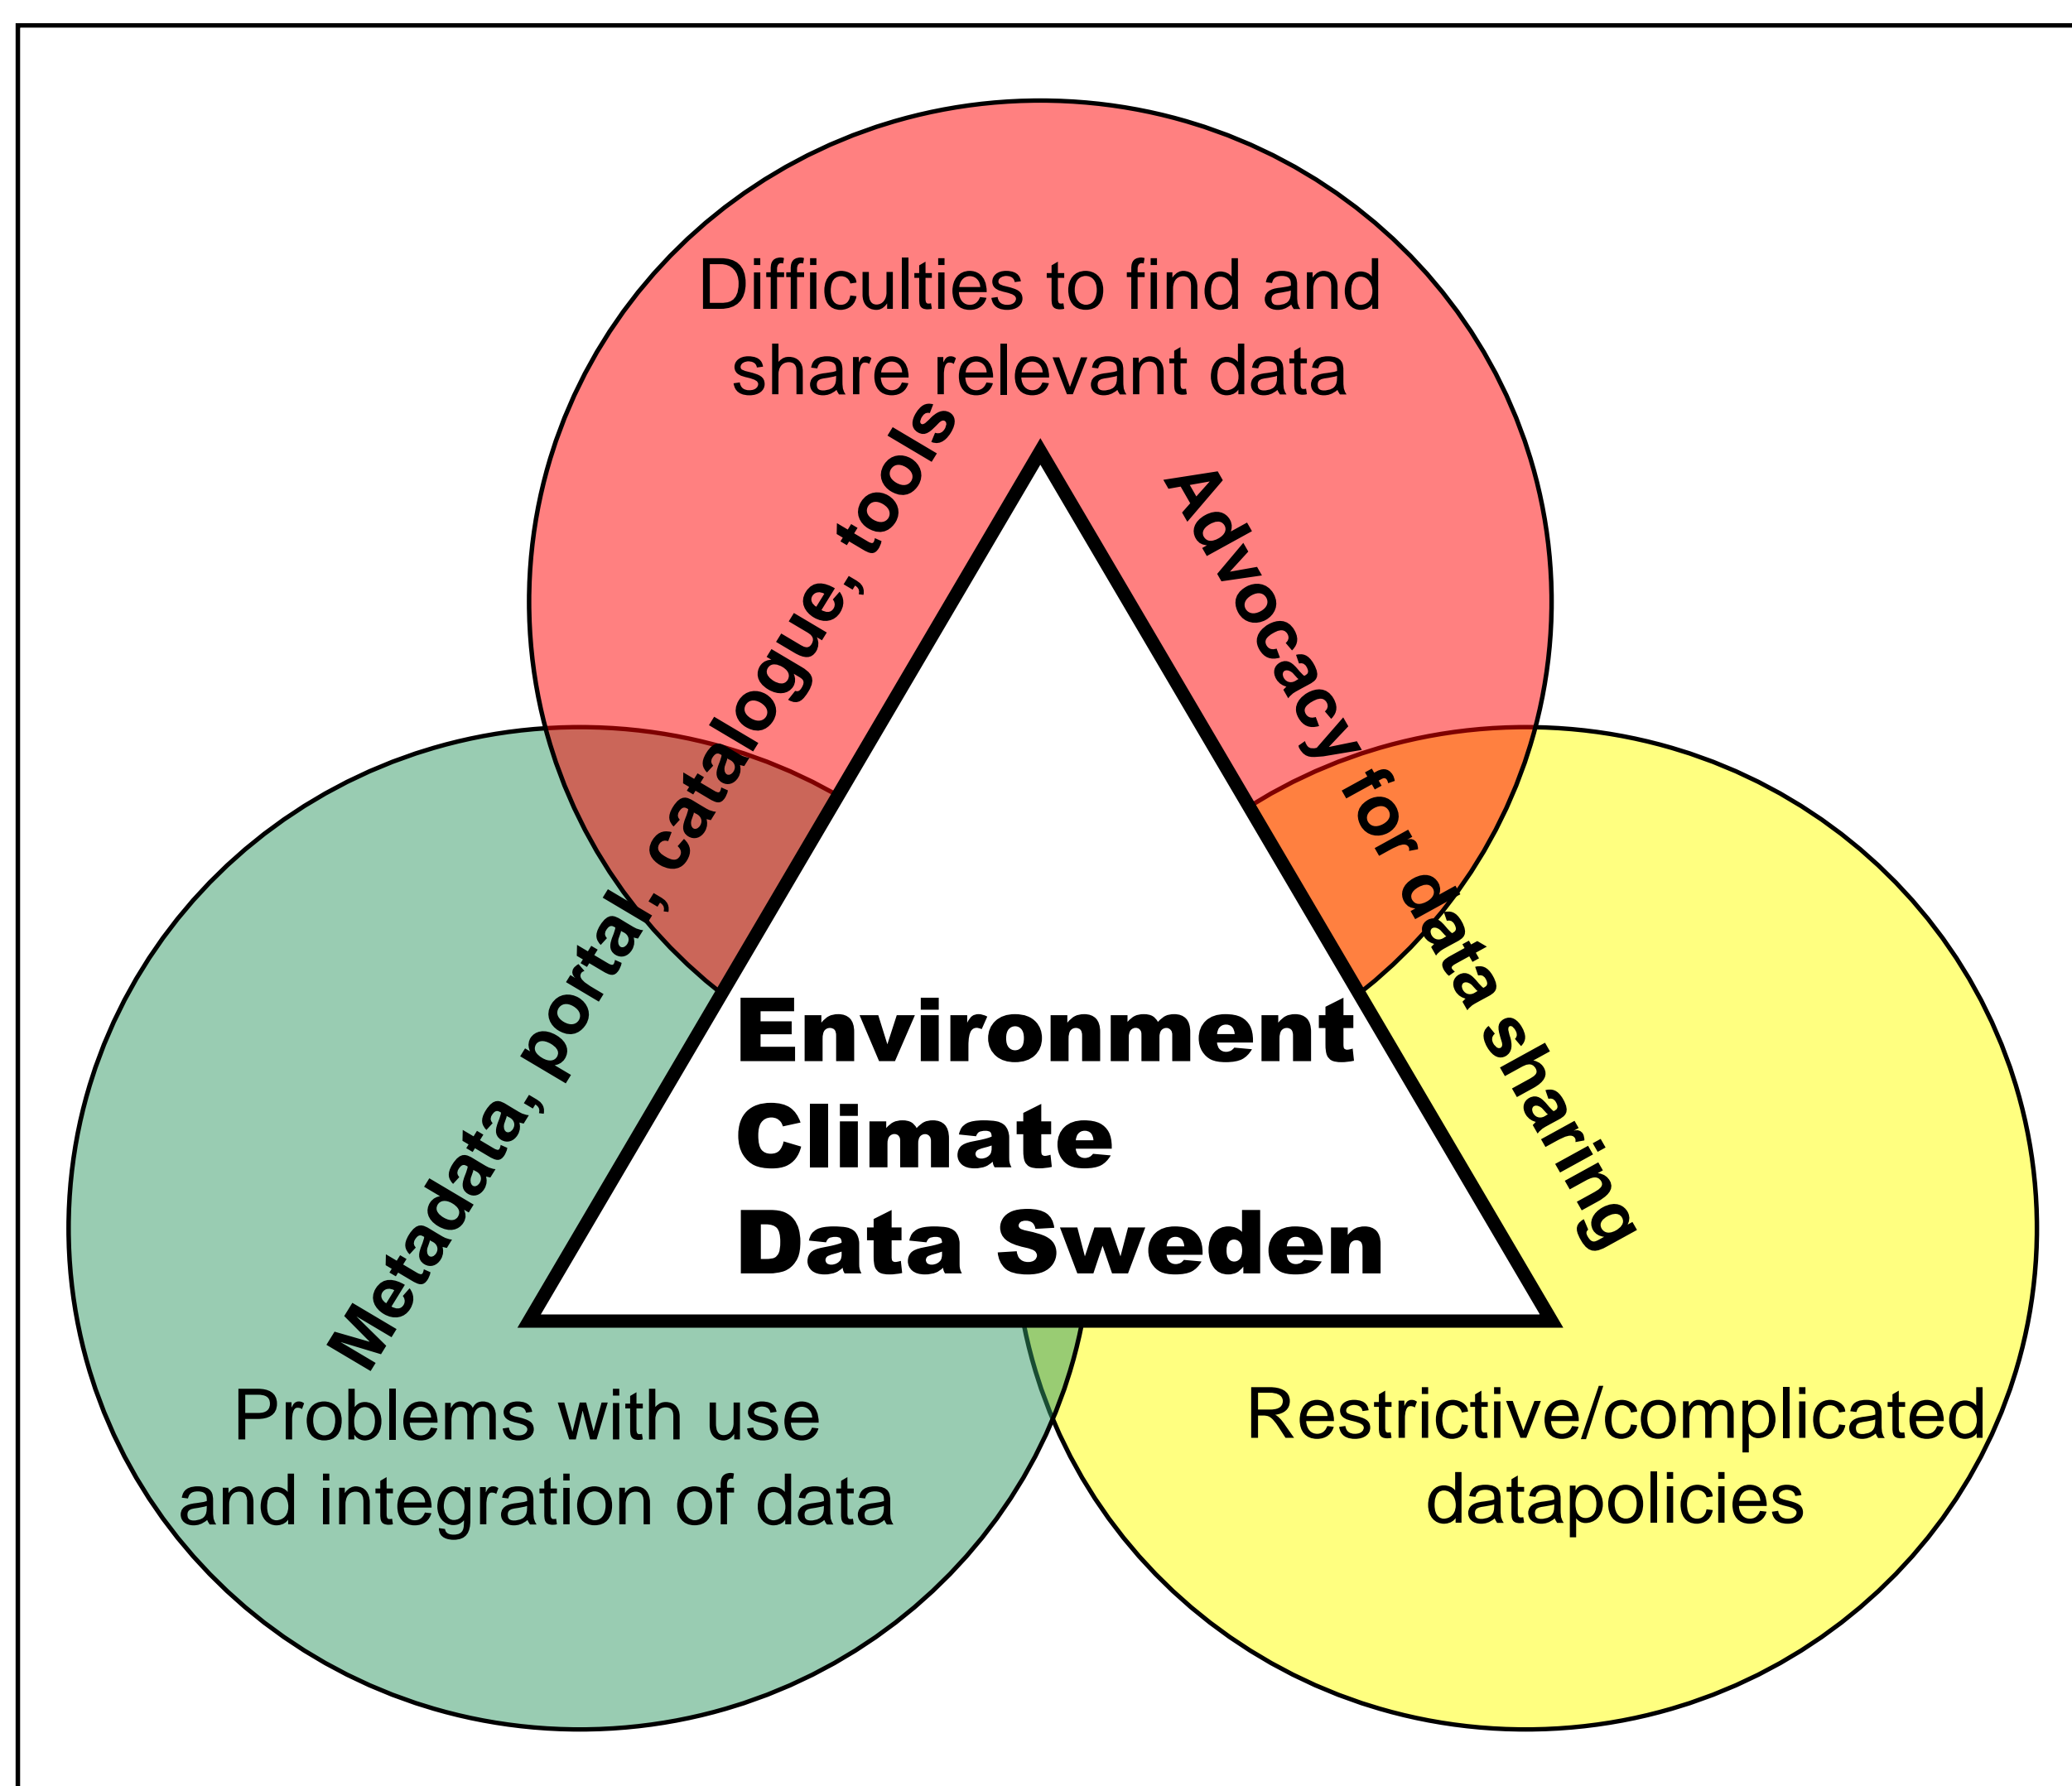 Difficulties to find and
share relevant data
Metadata, portal, catalogue, tools
Advocacy for data sharing
Environment
Climate
Data Sweden
Problems with use
and integration of data
Restrictive/complicated
datapolicies